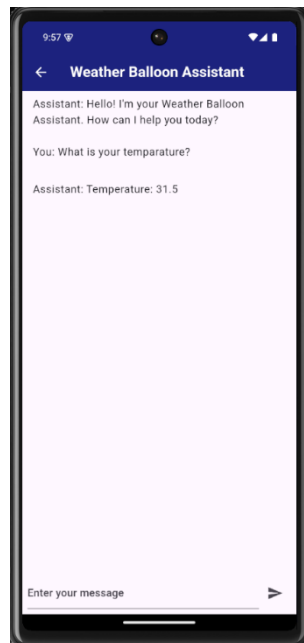 9:57
Weather Balloon Assistant
Assistant: Hello! I'm your Weather Balloon
Assistant. How can I help you today?
You: What is your temparature?
Assistant: Temperature: 31.5
Enter your message